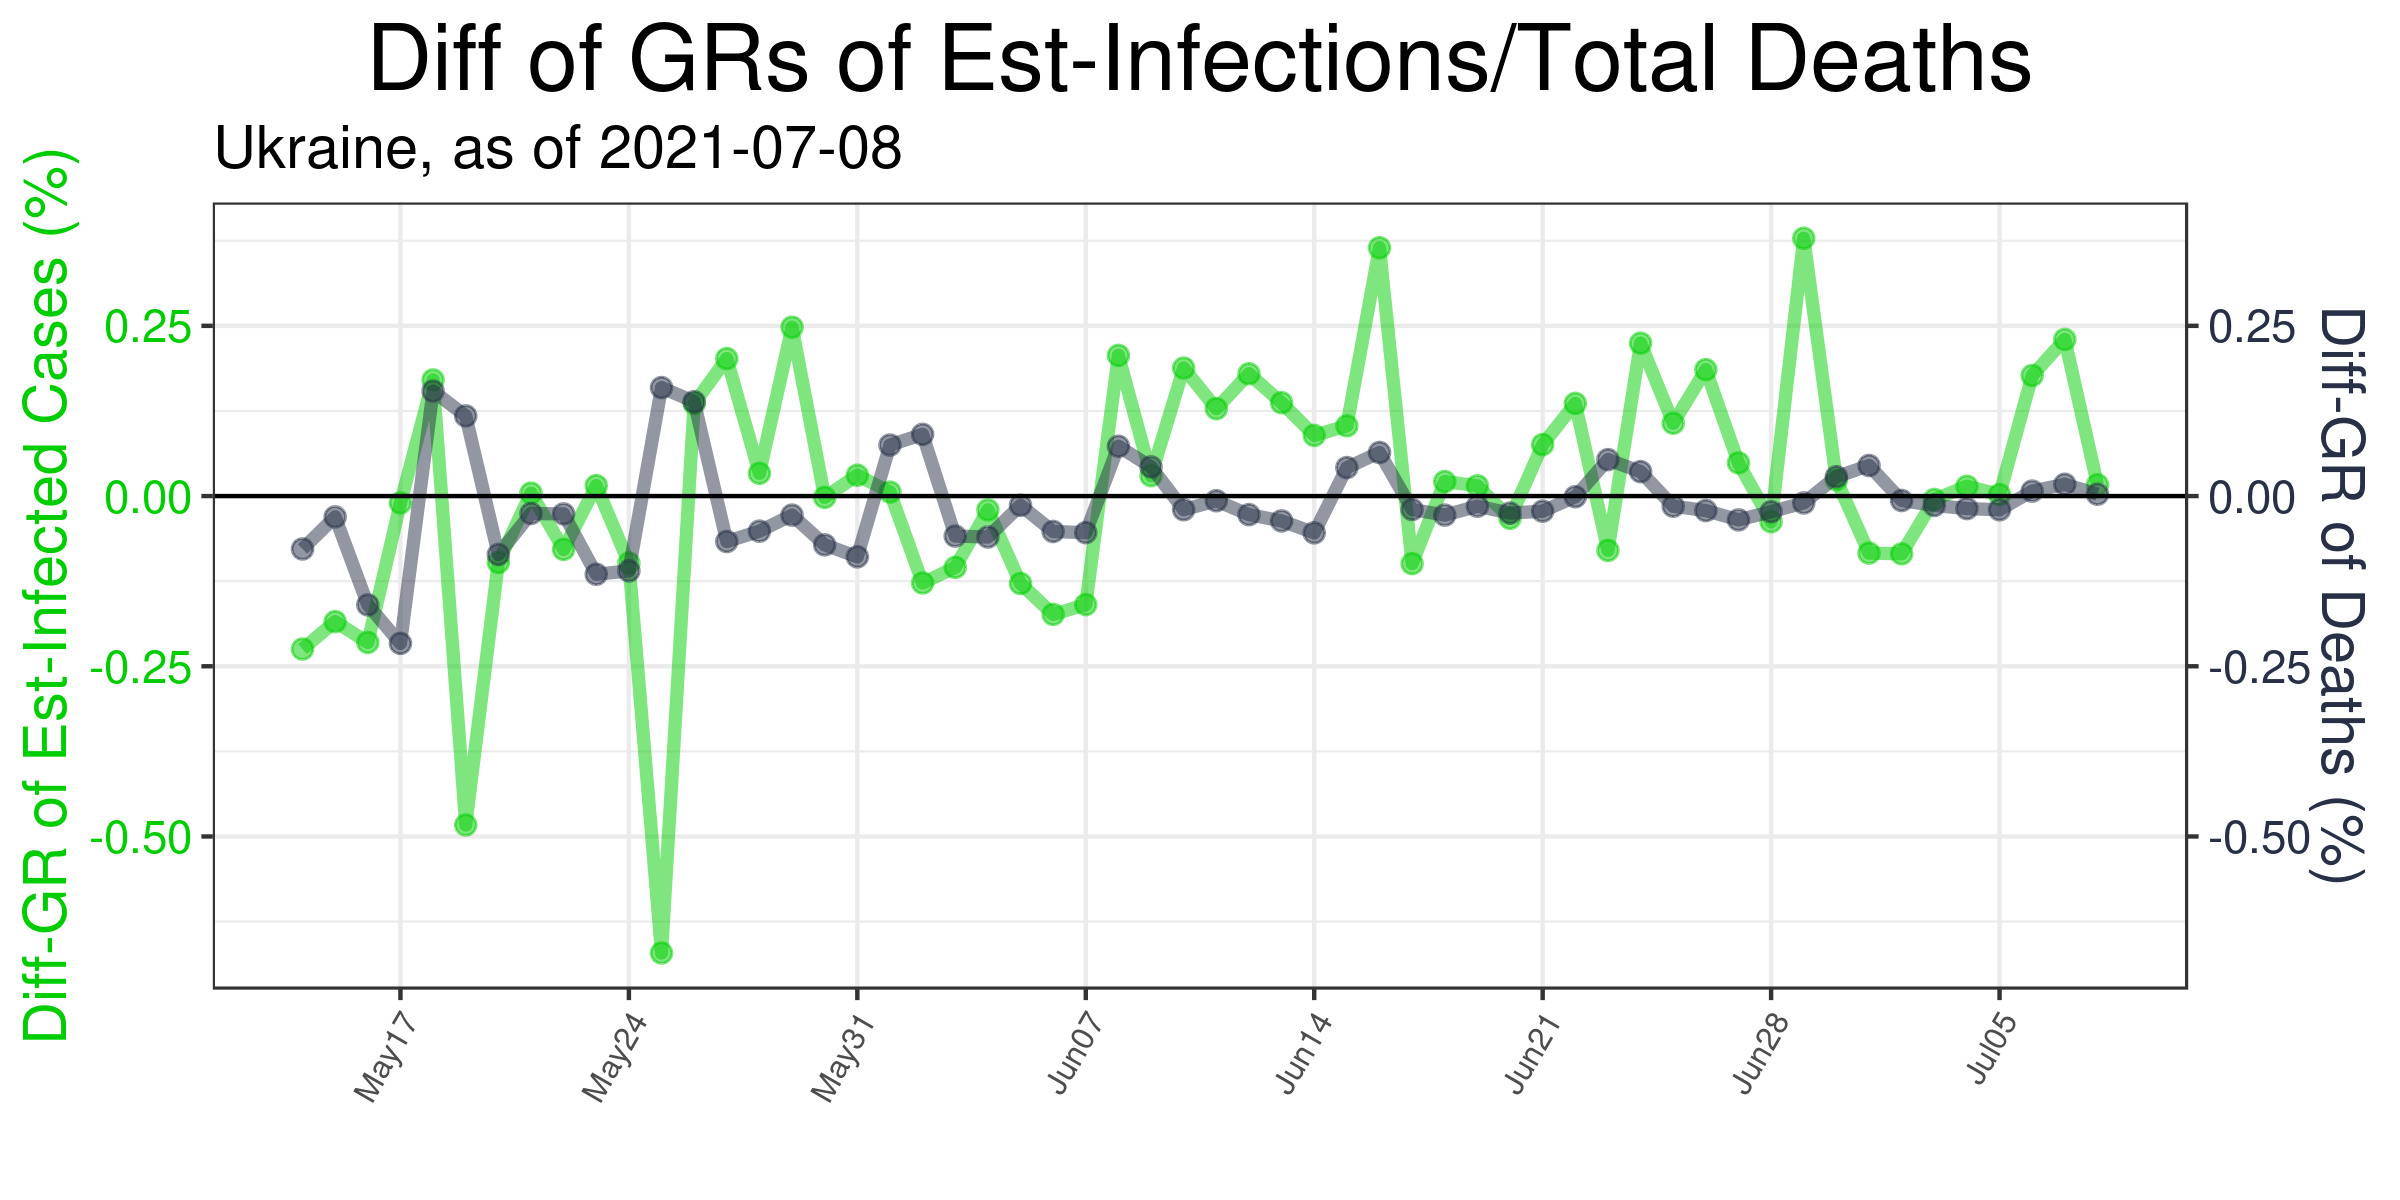 Diff of GRs of Est-Infections/Total Deaths
Ukraine, as of 2021-07-08
Diff-GR of Est-Infected Cases (%)
0.25
0.00
-0.25
-0.50
0.25
0.00
-0.25
-0.50
Diff-GR of Deaths (%)
May17
May24
May31
Jun07
Jun14
Jun21
Jun28
Jul05